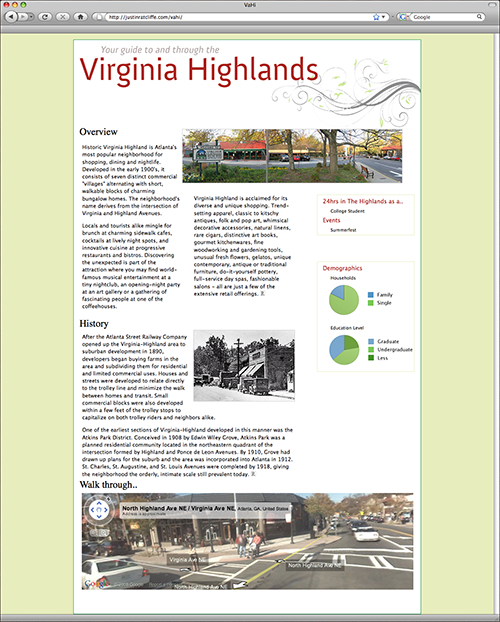 VaHi
http://justinratcliffe.com/vahi/
Google
Your guide to and through the
Virginia Highlands
Overview
Historic Virginia Highland is Atlanta's
most popular neighborhood for
shopping, dining and nightlife.
Developed in the early 1900's, it
consists of seven distinct commercial
"villages" alternating with short,
walkable blocks of charming
bungalow homes. The neighborhood's
name derives from the intersection of
Virginia and Highland Avenues.
Locals and tourists alike mingle for
brunch at charming sidewalk cafes,
cocktails at lively night spots, and
innovative cuisine at progressive
restaurants and bistros. Discovering
the unexpected is part of the
attraction where you may find world-
famous musical entertainment at a
tiny nightclub, an opening-night party
at an art gallery or a gathering of
fascinating people at one of the
coffeehouses.
Virginia Highland is acclaimed for its
diverse and unique shopping. Trend-
setting apparel, classic to kitschy
antiques, folk and pop art, whimsical
decorative accessories, natural linens,
rare cigars, distinctive art books,
gourmet kitchenwares, fine
woodworking and gardening tools,
unusual fresh flowers, gelatos, unique
contemporary, antique or traditional
furniture, do-it-yourself pottery,
full-service day spas, fashionable
salons - all are just a few of the
extensive retail offerings.
24hrs in The Highlands as a..
College Student
Events
Summerfest
Demographics
Households
Family
Single
Education Level
Graduate
Undergraduate
Less
History
After the Atlanta Street Railway Company
opened up the Virginia-Highland area to
suburban development in 1890,
developers began buying farms in the
area and subdividing them for residential
and limited commercial uses. Houses and
streets were developed to relate directly
to the trolley line and minimize the walk
between homes and transit. Small
commercial blocks were also developed
within a few feet of the trolley stops to
capitalize on both trolley riders and neighbors alike.
One of the earliest sections of Virginia-Highland developed in this manner was the
Atkins Park District. Conceived in 1908 by Edwin Wiley Grove, Atkins Park was a
planned residential community located in the northeastern quadrant of the
intersection formed by Highland and Ponce de Leon Avenues. By 1910, Grove had
drawn up plans for the suburb and the area was incorporated into Atlanta in 1912.
St. Charles, St. Augustine, and St. Louis Avenues were completed by 1918, giving
the neighborhood the orderly, intimate scale still prevalent today.
Walk through..
North Highland Ave NE / Virginia Ave NE, Atlanta, GA, United States
Address is approximate
Virginia Ave NE
North Highland Ave NE
North Highland Ave NE
Google